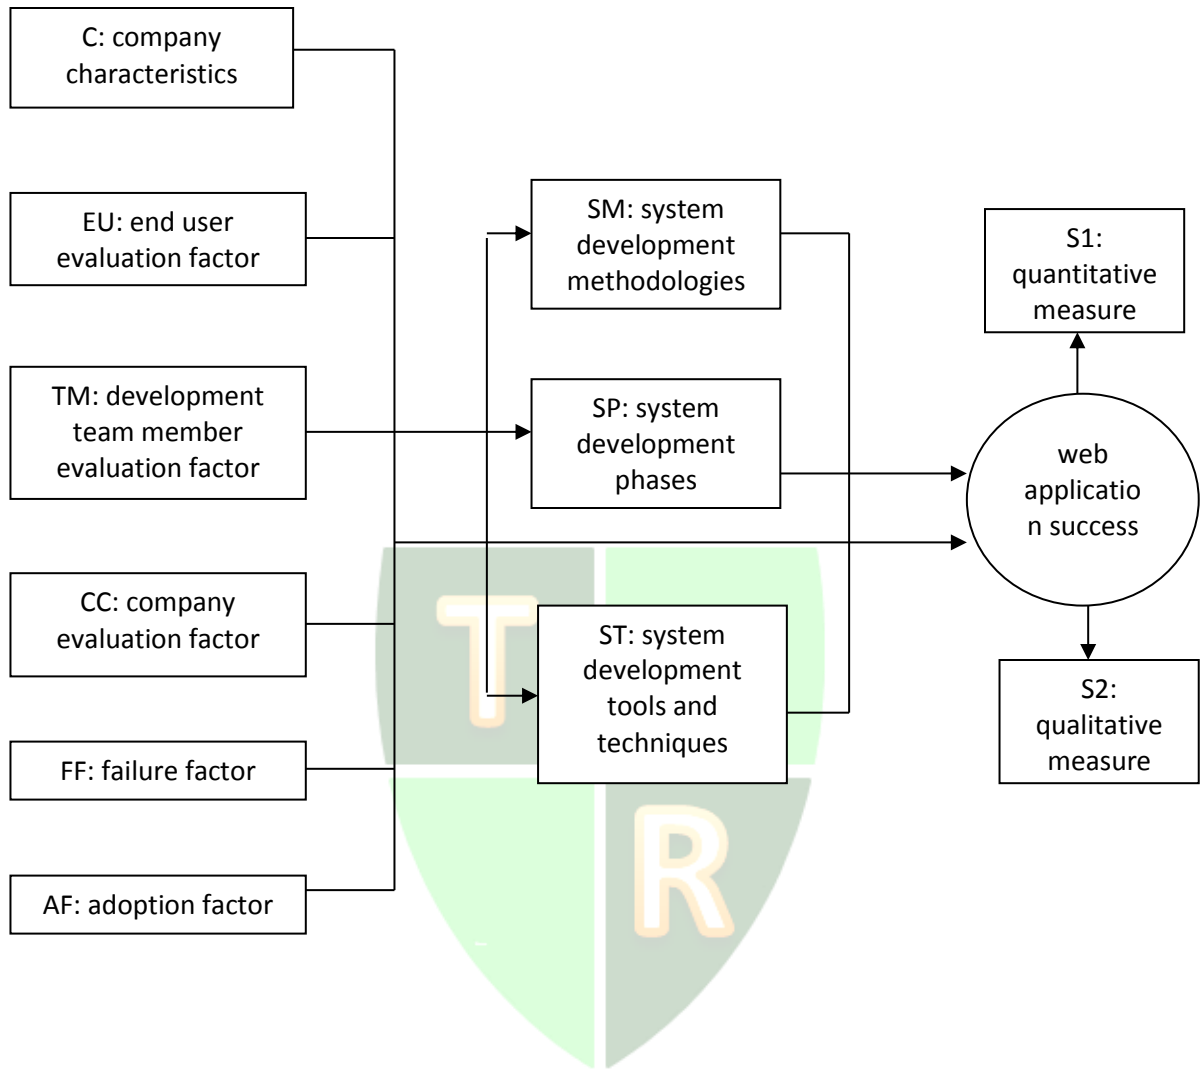 C: company
characteristics
EU: end user
evaluation factor
TM: development
team member
evaluation factor
CC: company
evaluation factor
FF: failure factor
AF: adoption factor
SM: system
development
methodologies
SP: system
development
phases
ST: system
development
tools and
techniques
S1:
quantitative
measure
web
applicatio
n success
S2:
qualitative
measure
T
R